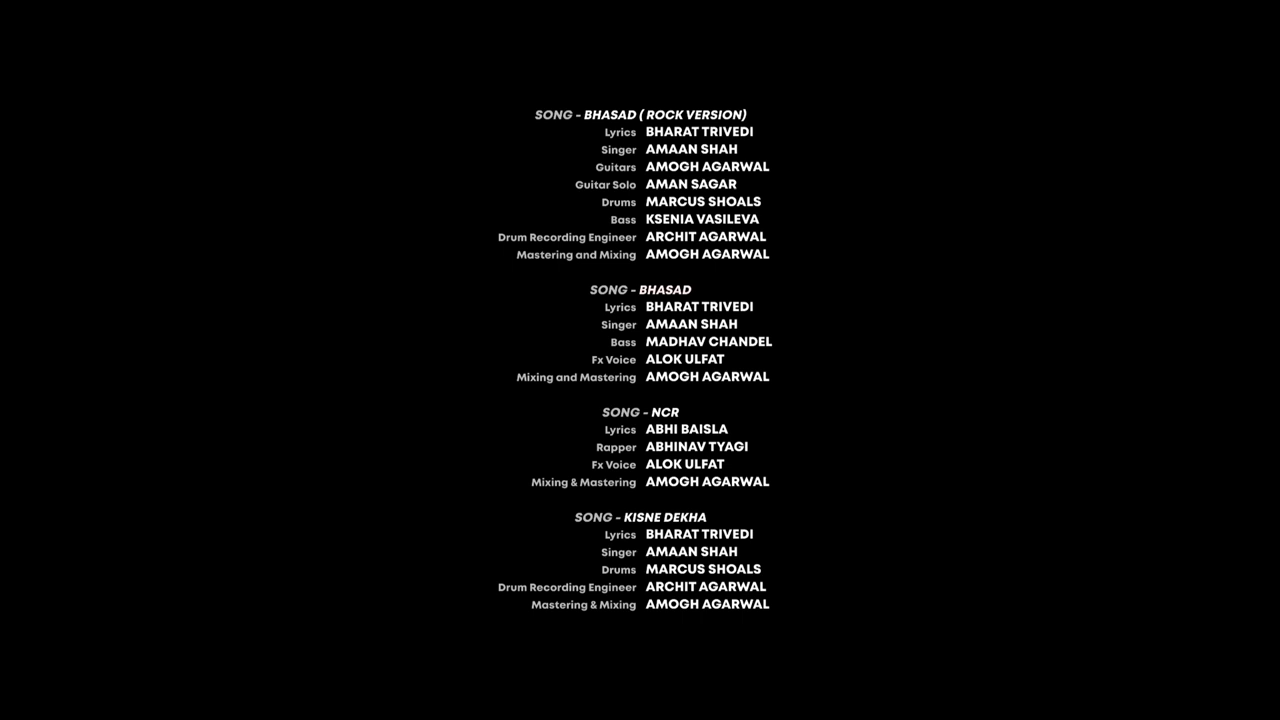 SONG - BHASAD ( ROCK VERSION)
Lyrics BHARAT TRIVEDI
Singer AMAAN SHAH
Guitars AMOGH AGARWAL
Guitar Solo AMAN SAGAR
Drums MARCUS SHOALS
Bass KSENIA VASILEVA
Drum Recording Engineer ARCHIT AGARWAL
Mastering and Mixing AMOGH AGARWAL
SONG - BHASAD
Lyrics BHARAT TRIVEDI
Singer AMAAN SHAH
Bass MADHAV CHANDEL
Fx Voice ALOK ULFAT
Mixing and Mastering AMOGH AGARWAL
SONG - NCR
Lyrics ABHI BAISLA
Rapper ABHINAV TYAGI
Fx Voice ALOK ULFAT
Mixing & Mastering AMOGH AGARWAL
SONG - KISNE DEKHA
Lyrics BHARAT TRIVEDI
Singer AMAAN SHAH
Drums MARCUS SHOALS
Drum Recording Engineer ARCHIT AGARWAL
Mastering & Mixing AMOGH AGARWAL